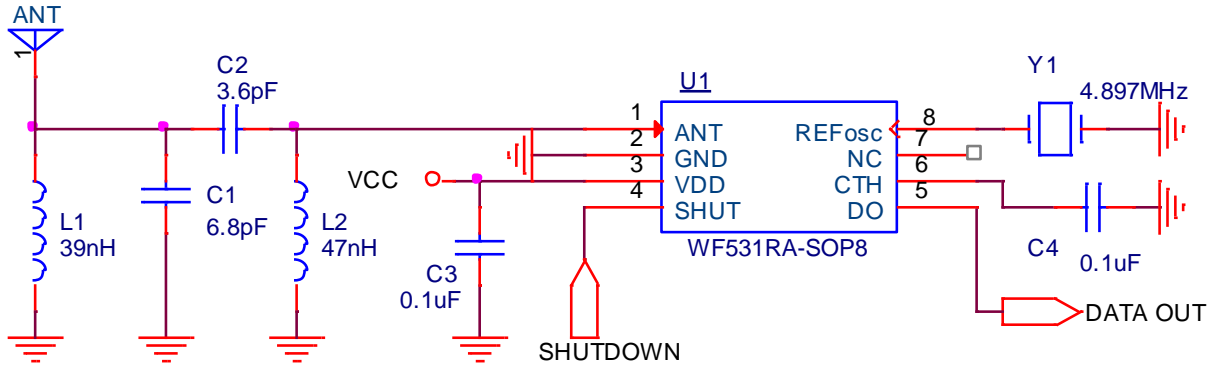 ANT
1
C2
3.6pF
C1
6.8pF
L1
39nH
L2
47nH
VCC
C3
0.1uF
SHUTDOWN
U1
1
2
3
4
ANT
GND
VDD
SHUT
REFosc
NC
CTH
DO
8
7
6
5
WF531RA-SOP8
Y1
4.897MHz
C4
0.1uF
DATA OUT